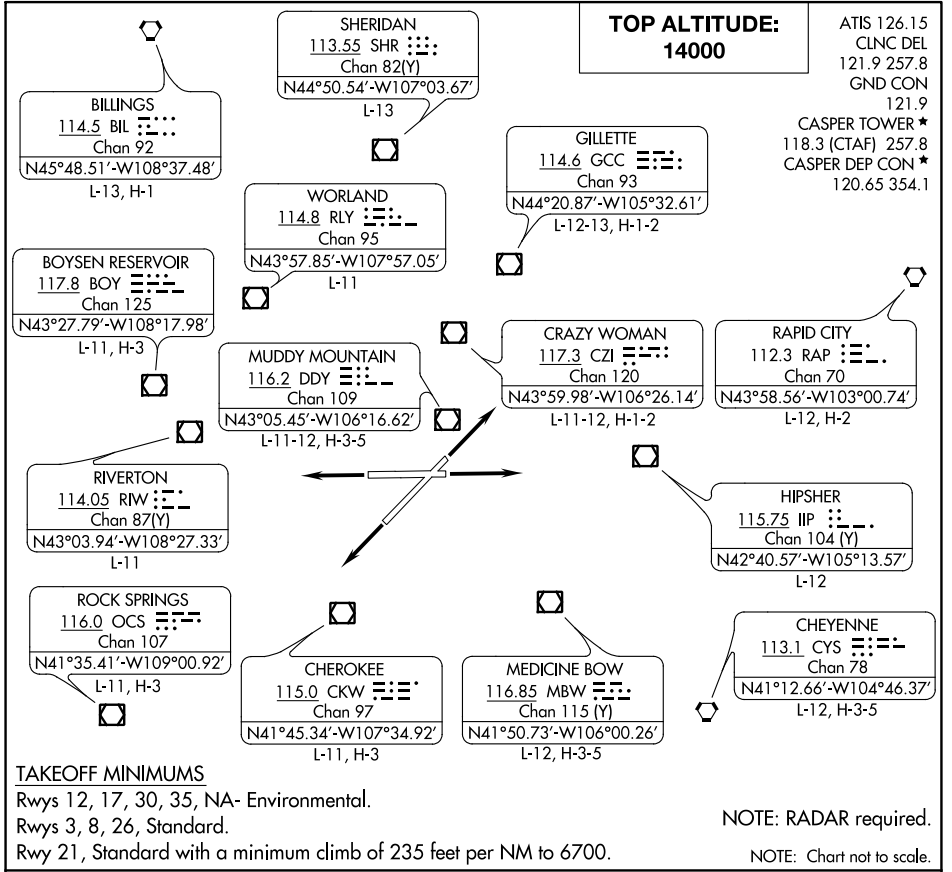 TOP ALTITUDE:
14000
ATIS 126.15
CLNC DEL
121.9 257.8
GND CON
121.9
CASPER TOWER ★
118.3 (CTAF) 257.8
CASPER DEP CON ★
120.65 354.1
SHERIDAN
113.55 SHR
Chan 82(Y)
N44°50.54'-W107°03.67'
L-13
BILLINGS
114.5 BIL
Chan 92
N45°48.51'-W108°37.48'
L-13, H-1
GILLETTE
114.6 GCC
Chan 93
N44°20.87'-W105°32.61'
L-12-13, H-1-2
WORLAND
114.8 RLY
Chan 95
N43°57.85'-W107°57.05'
L-11
BOYSEN RESERVOIR
117.8 BOY
Chan 125
N43°27.79'-W108°17.98'
L-11, H-3
MUDDY MOUNTAIN
116.2 DDY
Chan 109
N43°05.45'-W106°16.62'
L-11-12, H-3-5
CRAZY WOMAN
117.3 CZI
Chan 120
N43°59.98'-W106°26.14'
L-11-12, H-1-2
RAPID CITY
112.3 RAP
Chan 70
N43°58.56'-W103°00.74'
L-12, H-2
RIVERTON
114.05 RIW
Chan 87(Y)
N43°03.94'-W108°27.33'
L-11
HIPSHER
115.75 IIP
Chan 104 (Y)
N42°40.57'-W105°13.57'
L-12
ROCK SPRINGS
116.0 OCS
Chan 107
N41°35.41'-W109°00.92'
L-11, H-3
CHEROKEE
115.0 CKW
Chan 97
N41°45.34'-W107°34.92'
L-11, H-3
MEDICINE BOW
116.85 MBW
Chan 115 (Y)
N41°50.73'-W106°00.26'
L-12, H-3-5
CHEYENNE
113.1 CYS
Chan 78
N41°12.66'-W104°46.37'
L-12, H-3-5
TAKEOFF MINIMUMS
Rwys 12, 17, 30, 35, NA- Environmental.
Rwys 3, 8, 26, Standard.
Rwy 21, Standard with a minimum climb of 235 feet per NM to 6700.
NOTE: RADAR required.
NOTE: Chart not to scale.